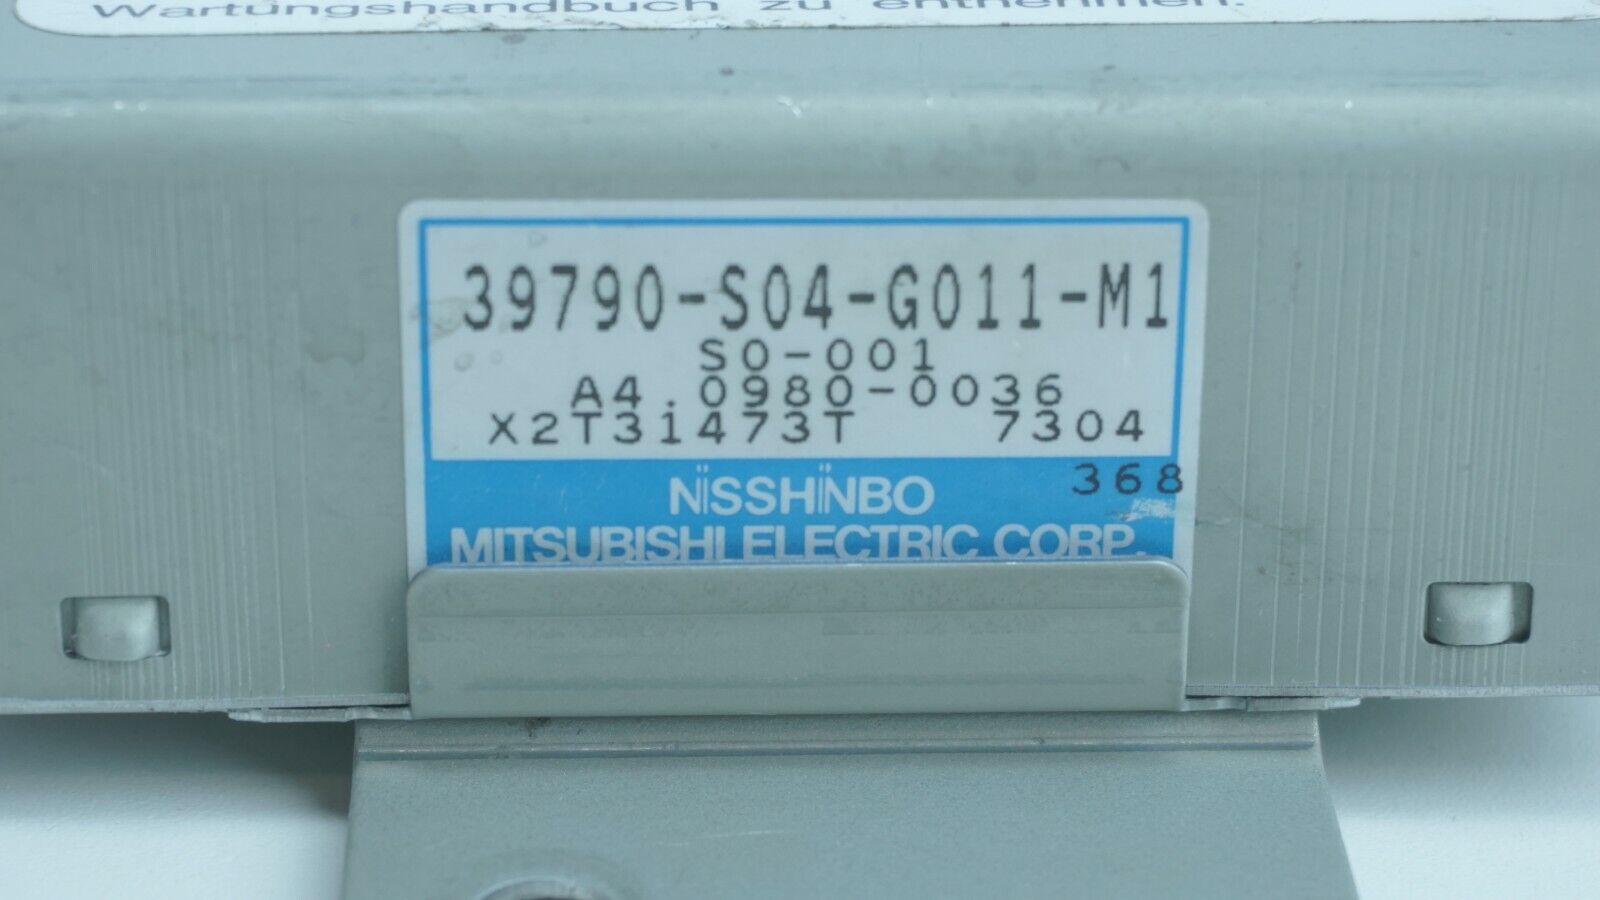 Wartungshandbuch zu entnehmen.
39790-S04-G011-M1
S0-001
A4.0980-0036
X2T31473T 7304
368
NISSHINBO
MITSUBISHI ELECTRIC CORP.